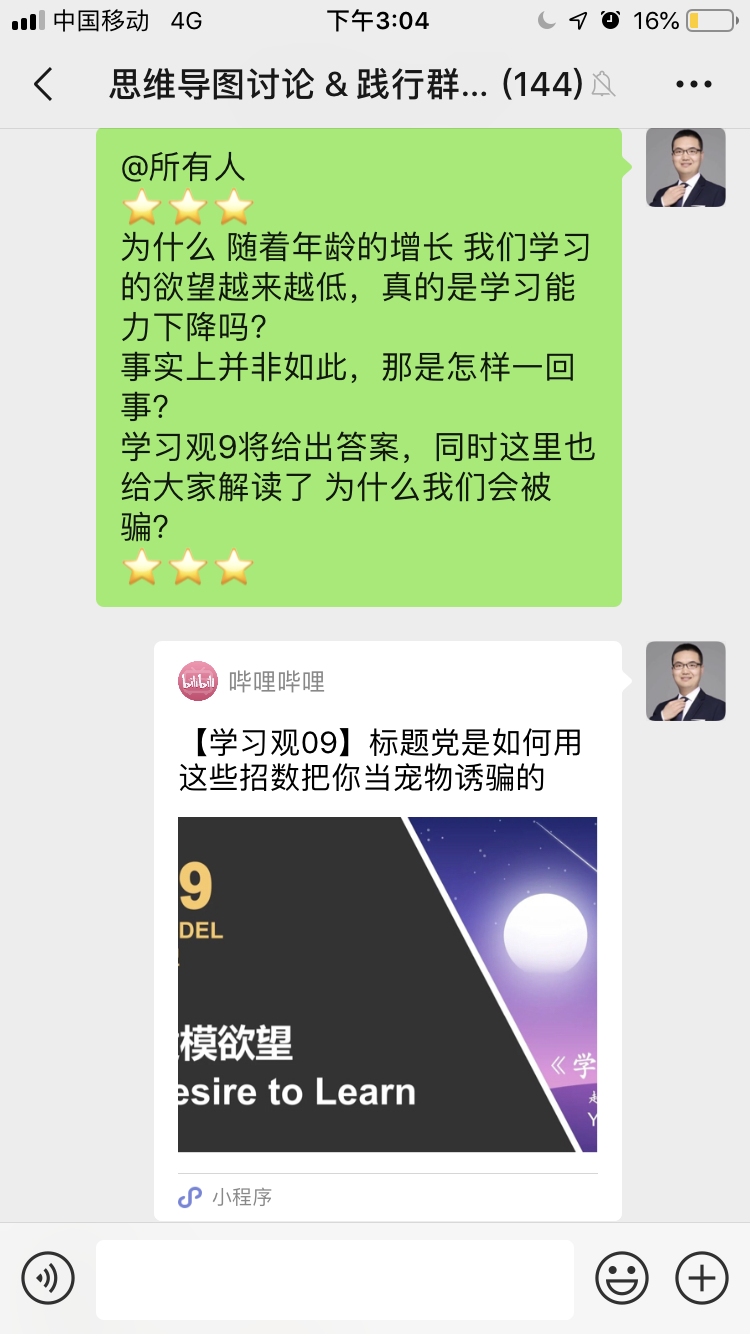 中国移动 4G 下午3:04 16%
思维导图讨论 & 践行群... (144)
@所有人
为什么 随着年龄的增长 我们学习
的欲望越来越低，真的是学习能
力下降吗?
事实上并非如此，那是怎样一回
事?
学习观9将给出答案，同时这里也
给大家解读了 为什么我们会被
骗?
bilibili 哔哩哔哩
【学习观09】标题党是如何用
这些招数把你当宠物诱骗的
9
DEL
模欲望
esire to Learn
《学
Y
小程序